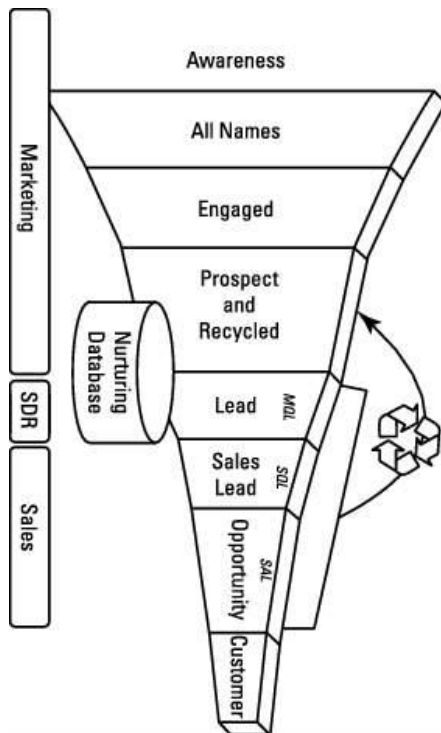 Awareness
All Names
Engaged
Prospect
and
Recycled
Lead
MQL
Sales
Lead
SQL
Opportunity
SAL
Customer
Nurturing
Database
Marketing
SDR
Sales